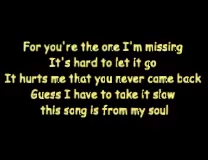 For you're the one I'm missing
It's hard to let it go
It hurts me that you never came back
Guess I have to take it slow
this song is from my soul